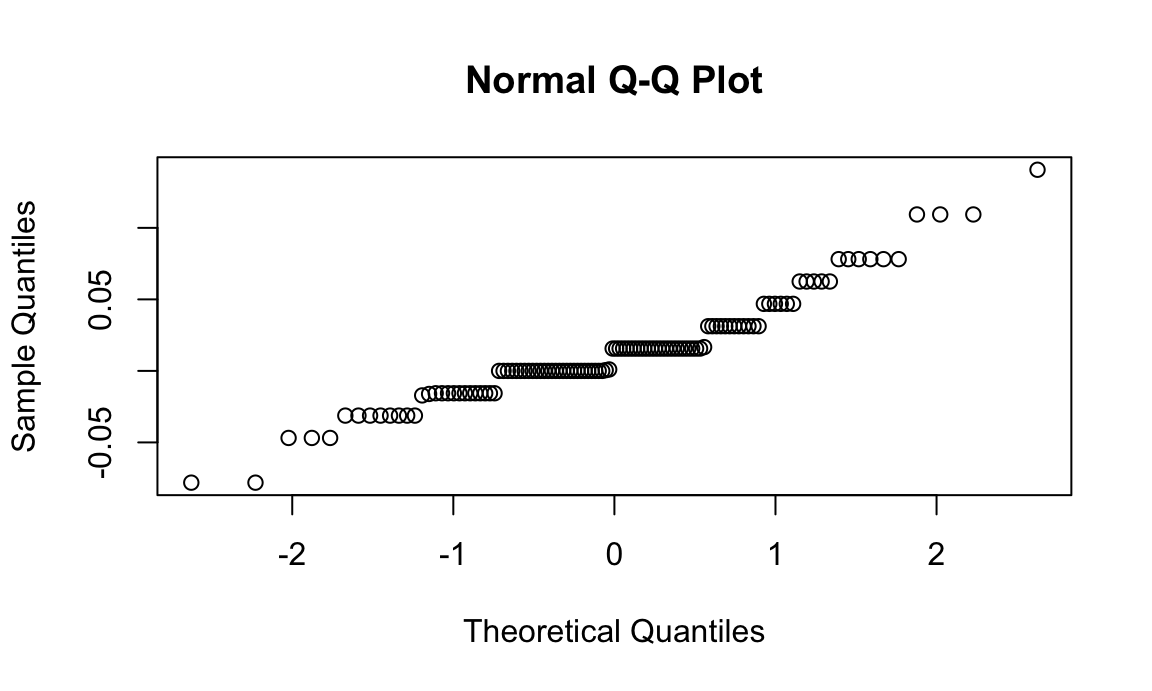 Normal Q-Q Plot
Sample Quantiles
0.05
-0.05
-2 -1 0 1 2
Theoretical Quantiles